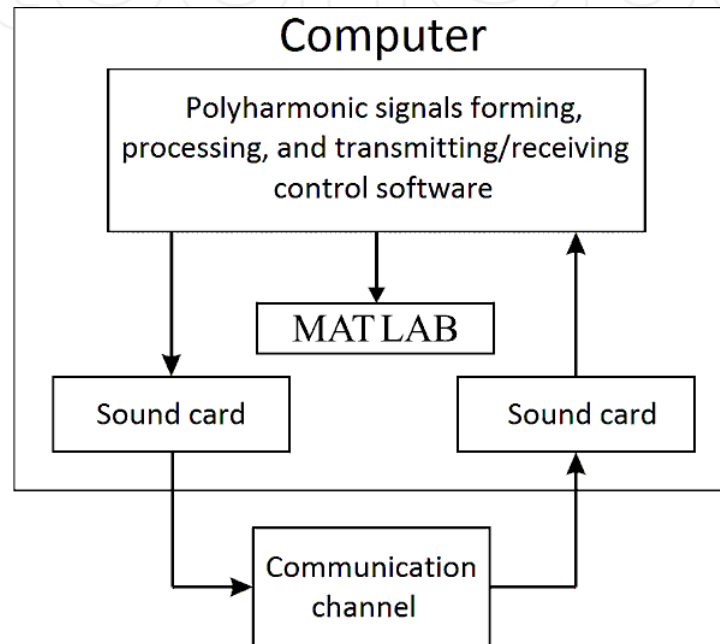 Computer
Polyharmonic signals forming,
processing, and transmitting/receiving
control software
MATLAB
Sound card
Sound card
Communication
channel